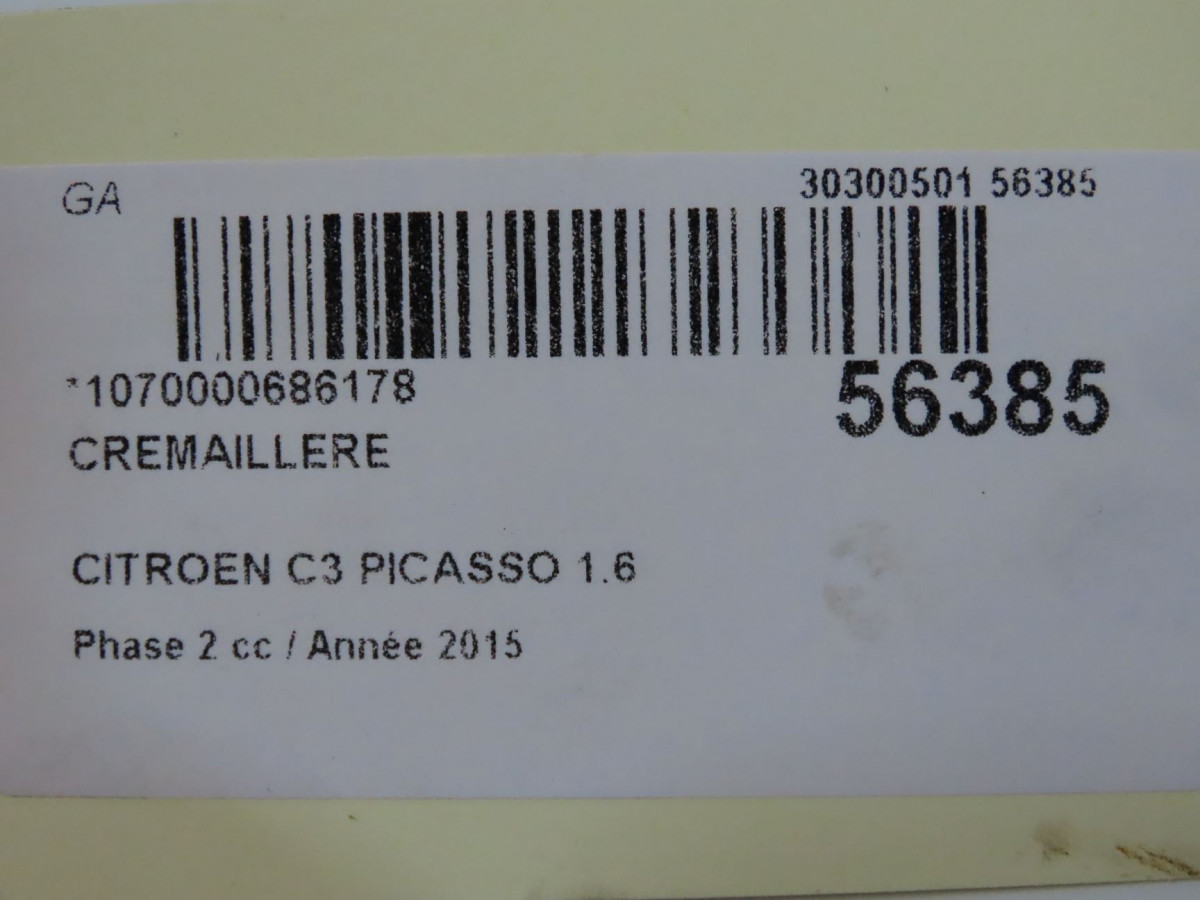 GA
30300501 56385
*1070000686178
56385
CREMAILLERE
CITROEN C3 PICASSO 1.6
Phase 2 cc / Année 2015